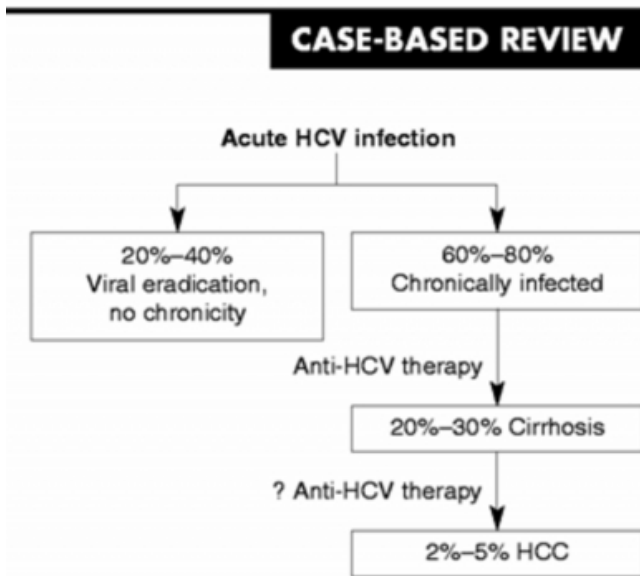 CASE-BASED REVIEW
Acute HCV infection
20%–40%
Viral eradication,
no chronicity
60%–80%
Chronically infected
Anti-HCV therapy
20%–30% Cirrhosis
? Anti-HCV therapy
2%–5% HCC